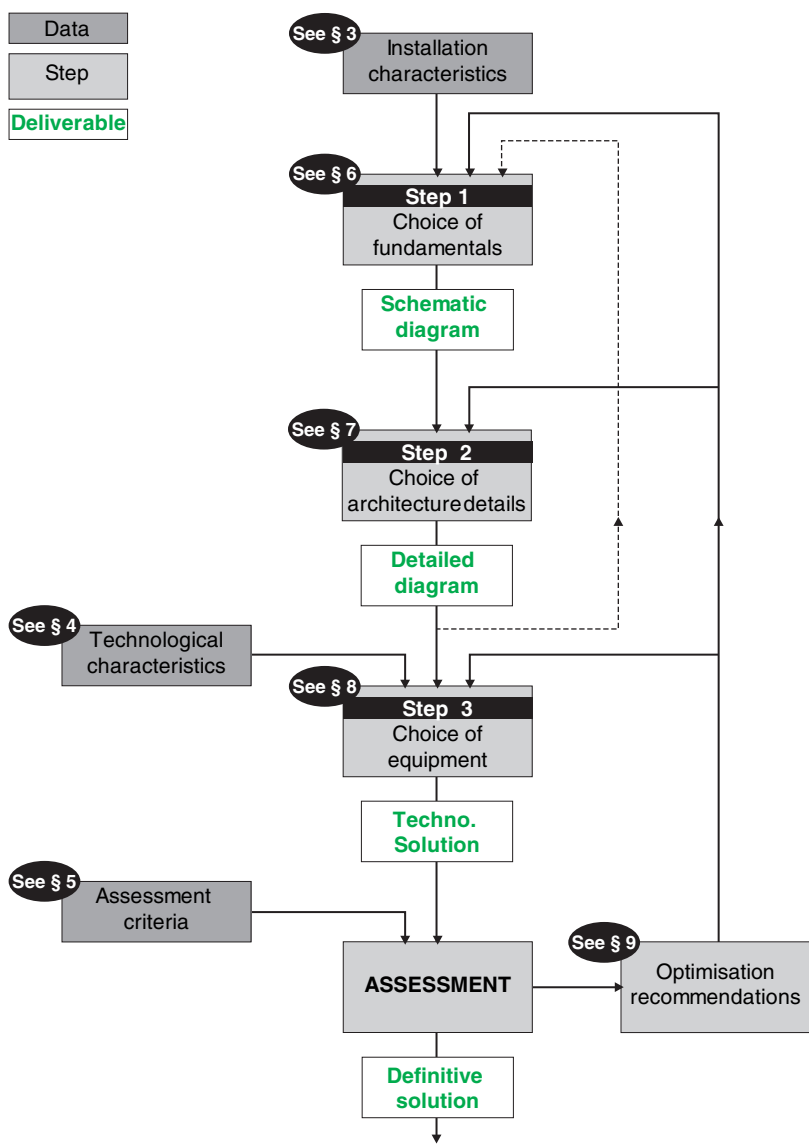 Data
Step
Deliverable
See § 3
Installation
characteristics
See § 6
Step 1
Choice of
fundamentals
Schematic
diagram
See § 7
Step 2
Choice of
architecture details
Detailed
diagram
See § 4
Technological
characteristics
See § 8
Step 3
Choice of
equipment
Techno.
Solution
See § 5
Assessment
criteria
ASSESSMENT
See § 9
Optimisation
recommendations
Definitive
solution